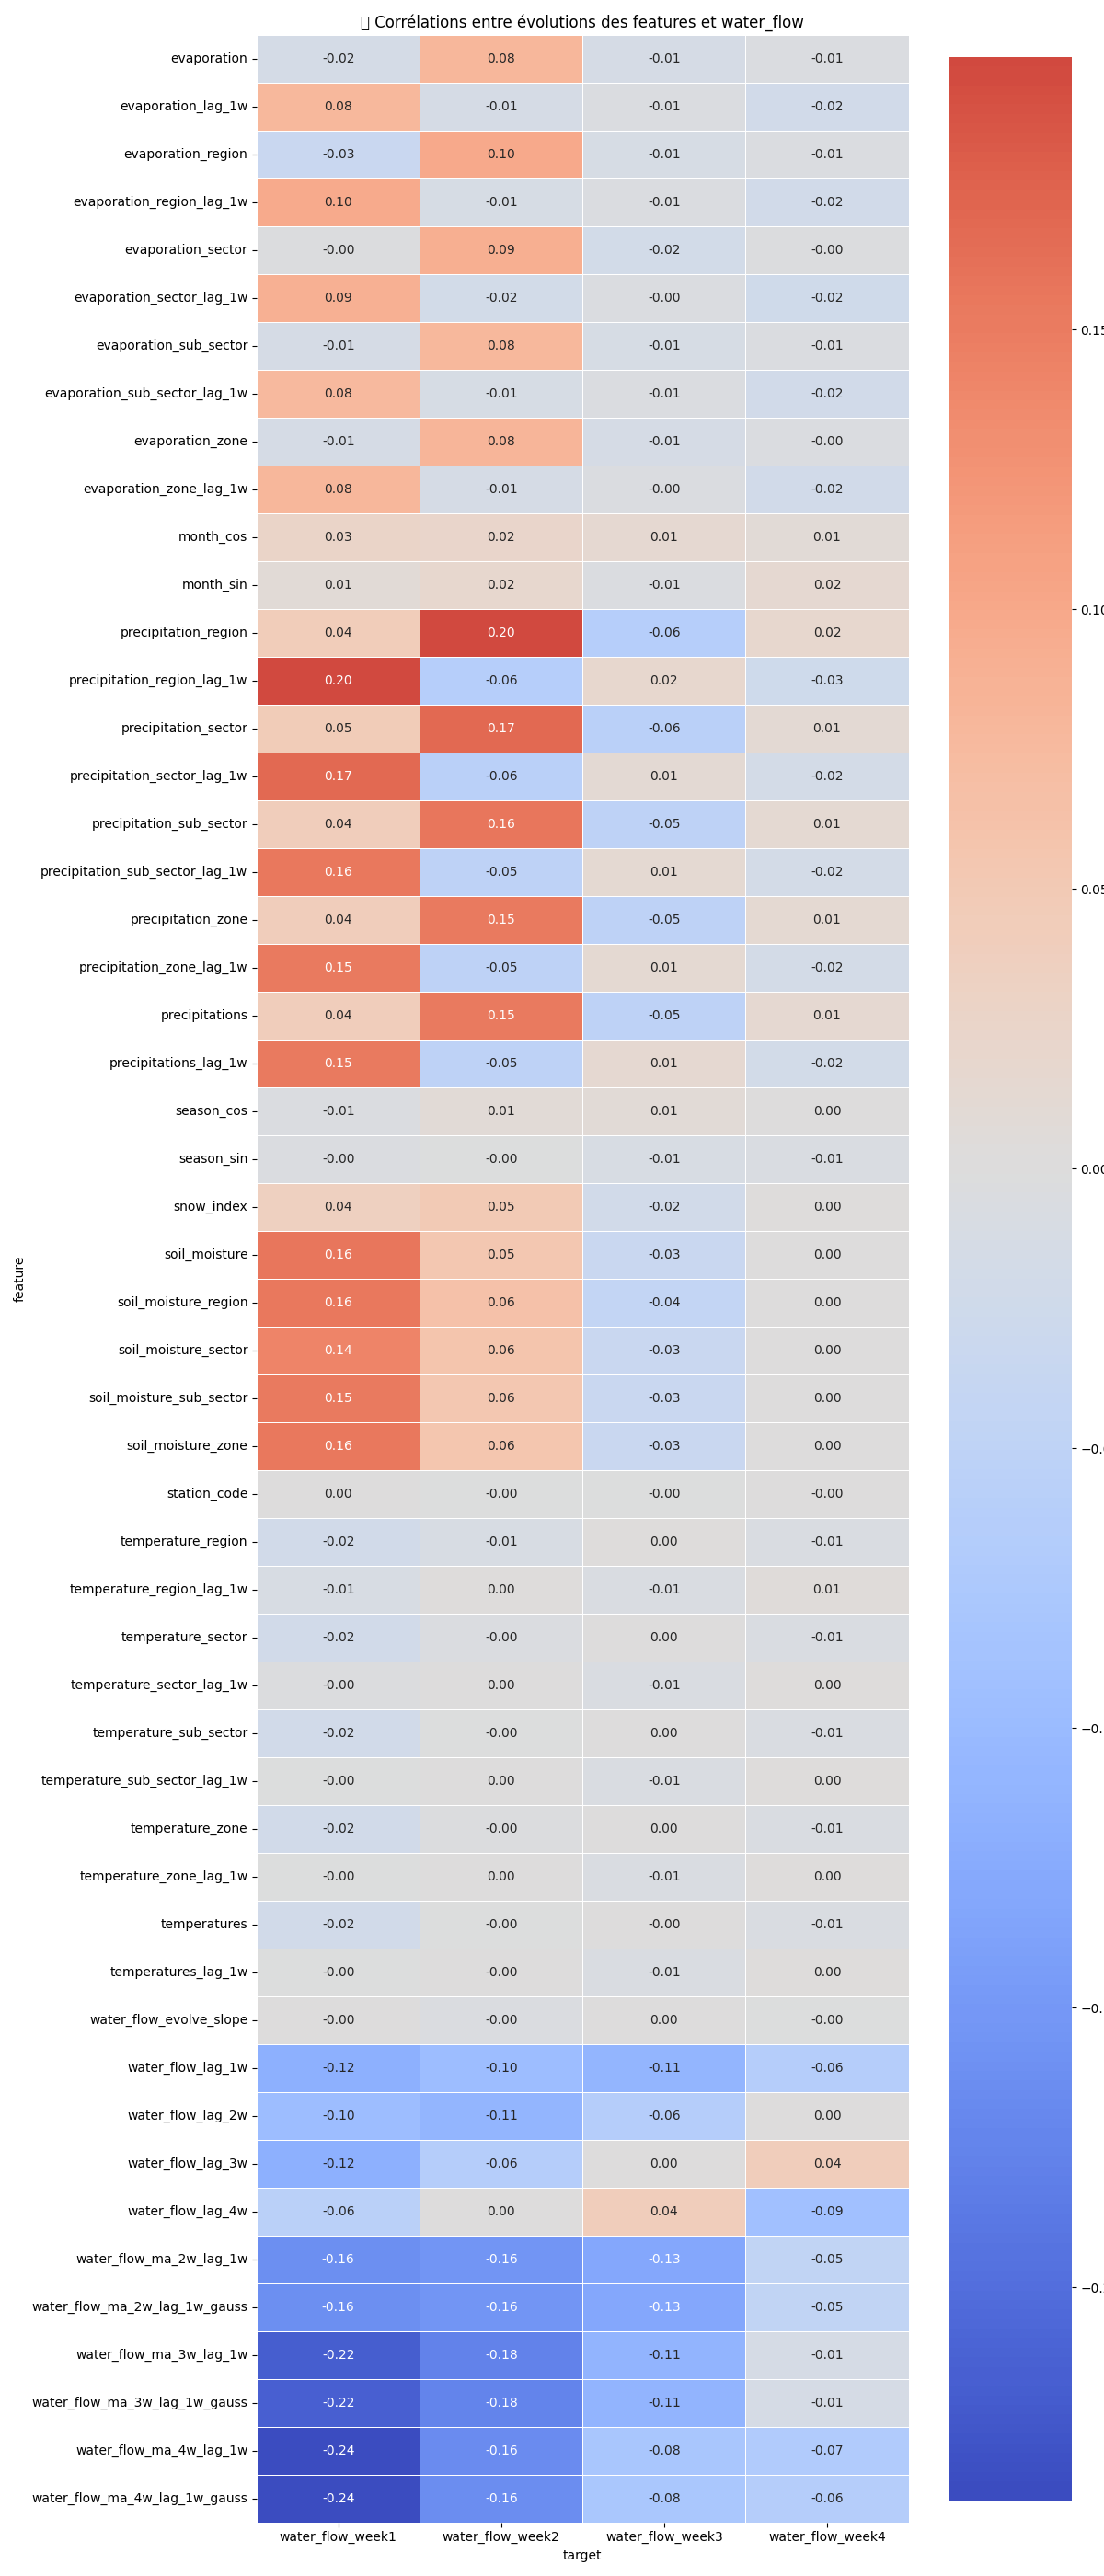 Corrélations entre évolutions des features et water_flow
evaporation -0.02 0.08 -0.01 -0.01
evaporation_lag_1w 0.08 -0.01 -0.01 -0.02
evaporation_region -0.03 0.10 -0.01 -0.01
evaporation_region_lag_1w 0.10 -0.01 -0.01 -0.02
evaporation_sector -0.00 0.09 -0.02 -0.00
evaporation_sector_lag_1w 0.09 -0.02 -0.00 -0.02
evaporation_sub_sector -0.01 0.08 -0.01 -0.01
evaporation_sub_sector_lag_1w 0.08 -0.01 -0.01 -0.02
evaporation_zone -0.01 0.08 -0.01 -0.00
evaporation_zone_lag_1w 0.08 -0.01 -0.00 -0.02
month_cos 0.03 0.02 0.01 0.01
month_sin 0.01 0.02 -0.01 0.02
precipitation_region 0.04 0.20 -0.06 0.02
precipitation_region_lag_1w 0.20 -0.06 0.02 -0.03
precipitation_sector 0.05 0.17 -0.06 0.01
precipitation_sector_lag_1w 0.17 -0.06 0.01 -0.02
precipitation_sub_sector 0.04 0.16 -0.05 0.01
precipitation_sub_sector_lag_1w 0.16 -0.05 0.01 -0.02
precipitation_zone 0.04 0.15 -0.05 0.01
precipitation_zone_lag_1w 0.15 -0.05 0.01 -0.02
precipitations 0.04 0.15 -0.05 0.01
precipitations_lag_1w 0.15 -0.05 0.01 -0.02
season_cos -0.01 0.01 0.01 0.00
season_sin -0.00 -0.00 -0.01 -0.01
snow_index 0.04 0.05 -0.02 0.00
soil_moisture 0.16 0.05 -0.03 0.00
soil_moisture_region 0.16 0.06 -0.04 0.00
soil_moisture_sector 0.14 0.06 -0.03 0.00
soil_moisture_sub_sector 0.15 0.06 -0.03 0.00
soil_moisture_zone 0.16 0.06 -0.03 0.00
station_code 0.00 -0.00 -0.00 -0.00
temperature_region -0.02 -0.01 0.00 -0.01
temperature_region_lag_1w -0.01 0.00 -0.01 0.01
temperature_sector -0.02 -0.00 0.00 -0.01
temperature_sector_lag_1w -0.00 0.00 -0.01 0.00
temperature_sub_sector -0.02 -0.00 0.00 -0.01
temperature_sub_sector_lag_1w -0.00 0.00 -0.01 0.00
temperature_zone -0.02 -0.00 0.00 -0.01
temperature_zone_lag_1w -0.00 0.00 -0.01 0.00
temperatures -0.02 -0.00 -0.00 -0.01
temperatures_lag_1w -0.00 -0.00 -0.01 0.00
water_flow_evolve_slope -0.00 -0.00 0.00 -0.00
water_flow_lag_1w -0.12 -0.10 -0.11 -0.06
water_flow_lag_2w -0.10 -0.11 -0.06 0.00
water_flow_lag_3w -0.12 -0.06 0.00 0.04
water_flow_lag_4w -0.06 0.00 0.04 -0.09
water_flow_ma_2w_lag_1w -0.16 -0.16 -0.13 -0.05
water_flow_ma_2w_lag_1w_gauss -0.16 -0.16 -0.13 -0.05
water_flow_ma_3w_lag_1w -0.22 -0.18 -0.11 -0.01
water_flow_ma_3w_lag_1w_gauss -0.22 -0.18 -0.11 -0.01
water_flow_ma_4w_lag_1w -0.24 -0.16 -0.08 -0.07
water_flow_ma_4w_lag_1w_gauss -0.24 -0.16 -0.08 -0.06
water_flow_week1 water_flow_week2 water_flow_week3 water_flow_week4
target
feature
0.15
0.10
0.05
0.00